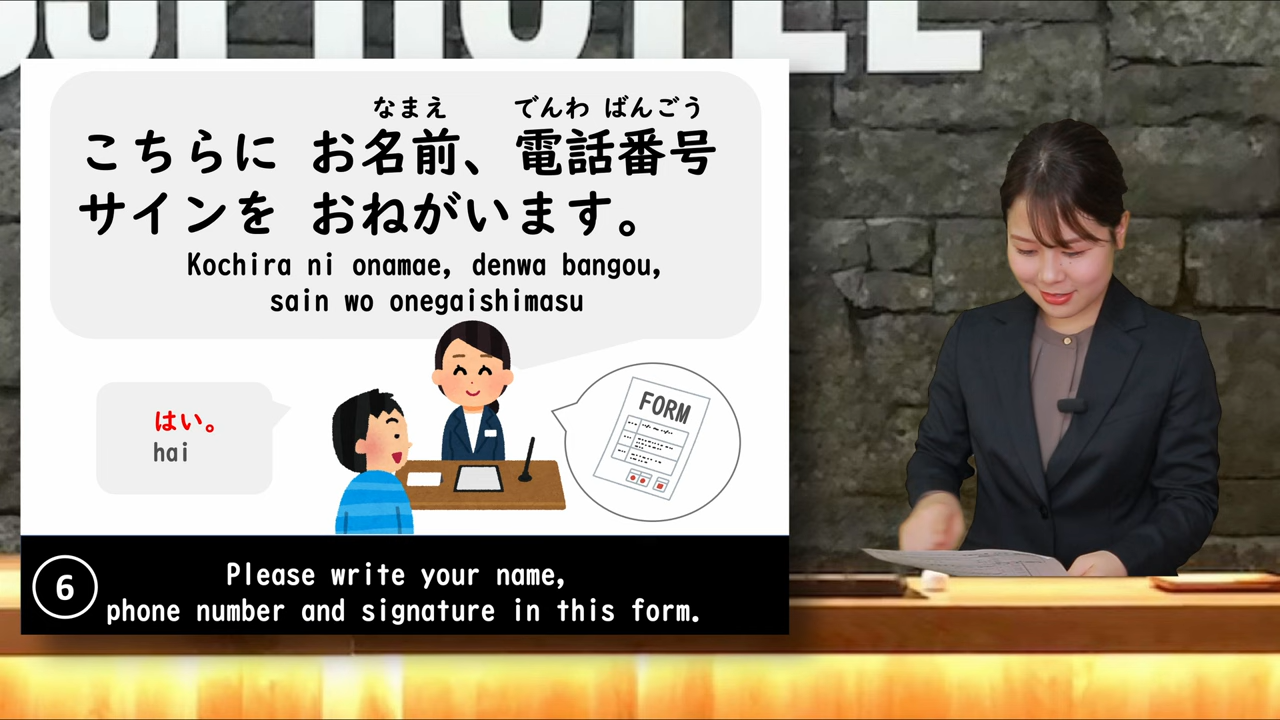 HOTEL
なまえ でんわ ばんごう
こちらに お名前、電話番号
サインを おねがいます。
Kochira ni onamae, denwa bangou,
sain wo onegaishimasu
はい。
hai
FORM
6
Please write your name,
phone number and signature in this form.